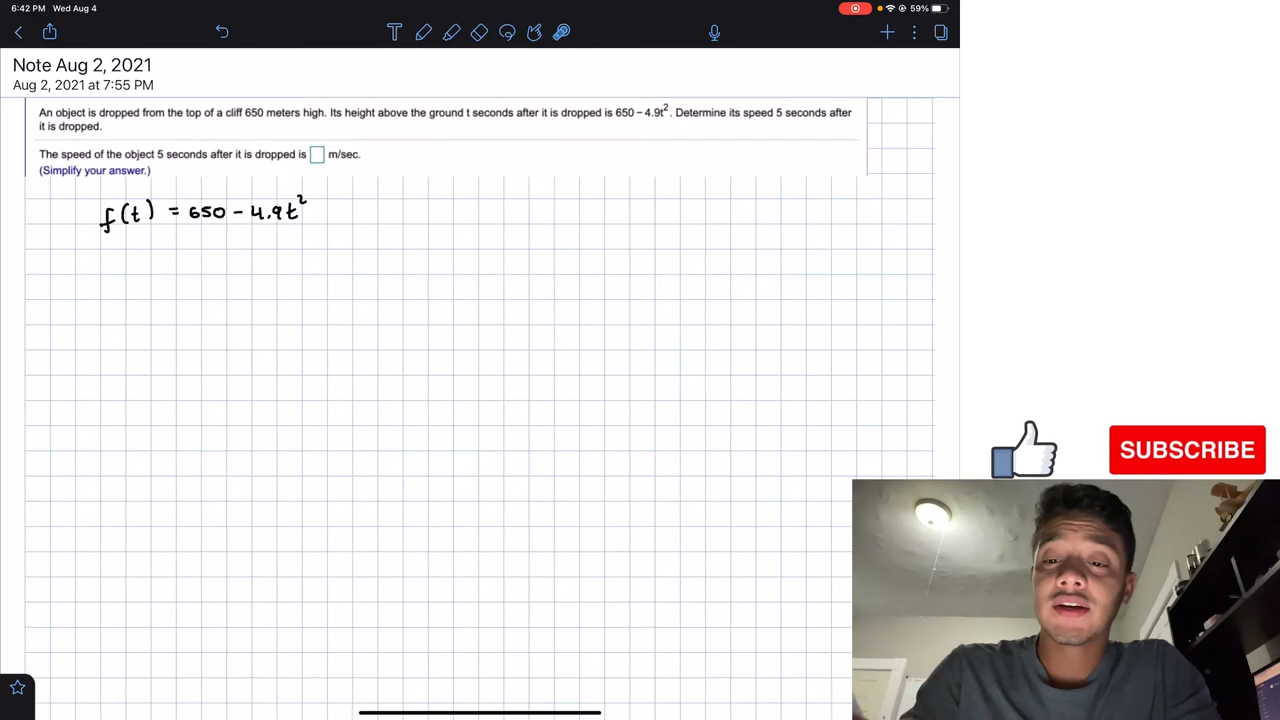 6:42 PM Wed Aug 4
59%
Note Aug 2, 2021
Aug 2, 2021 at 7:55 PM
An object is dropped from the top of a cliff 650 meters high. Its height above the ground t seconds after it is dropped is 650 − 4.9t². Determine its speed 5 seconds after
it is dropped.
The speed of the object 5 seconds after it is dropped is m/sec.
(Simplify your answer.)
f(t) = 650 − 4.9t²
SUBSCRIBE